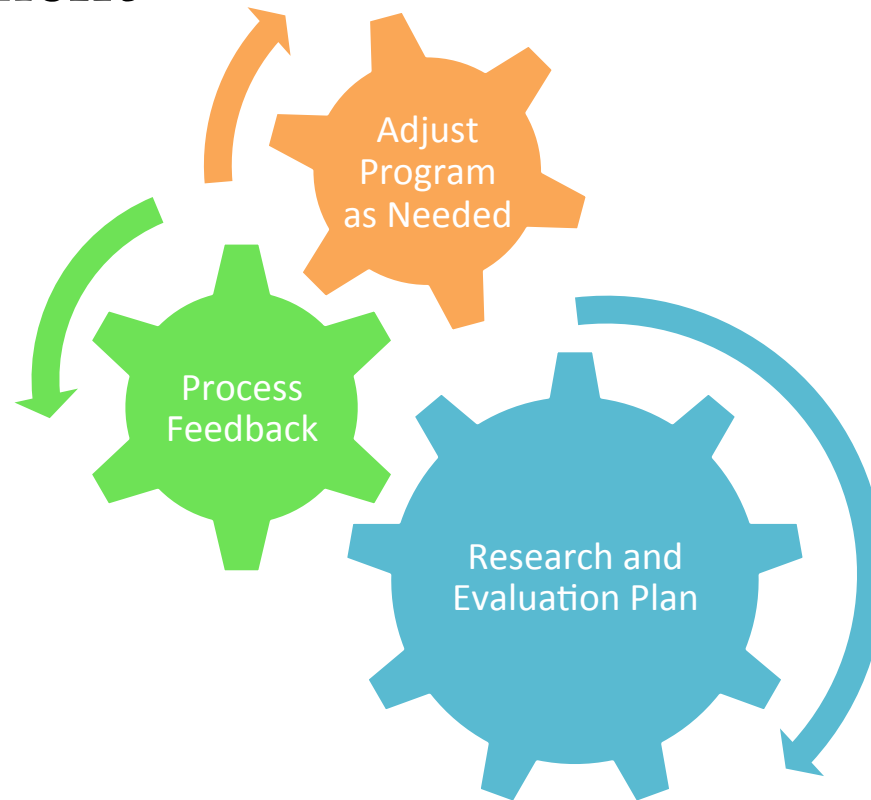 Adjust
Program
as Needed
Process
Feedback
Research and
Evaluation Plan